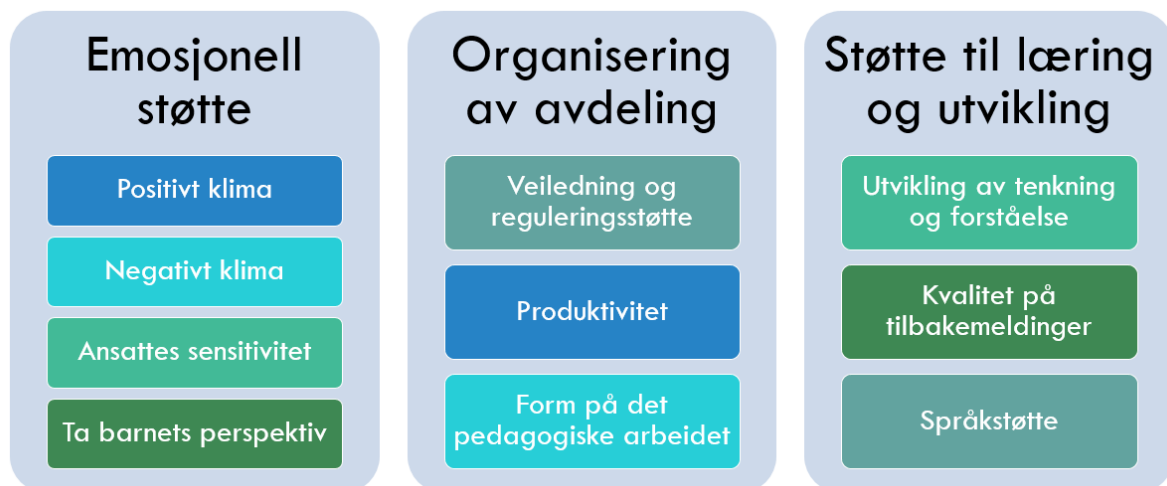 Emosjonell
støtte
Positivt klima
Negativt klima
Ansattes sensitivitet
Ta barnets perspektiv
Organisering
av avdeling
Veiledning og
reguleringsstøtte
Produktivitet
Form på det
pedagogiske arbeidet
Støtte til læring
og utvikling
Utvikling av tenkning
og forståelse
Kvalitet på
tilbakemeldinger
Språkstøtte